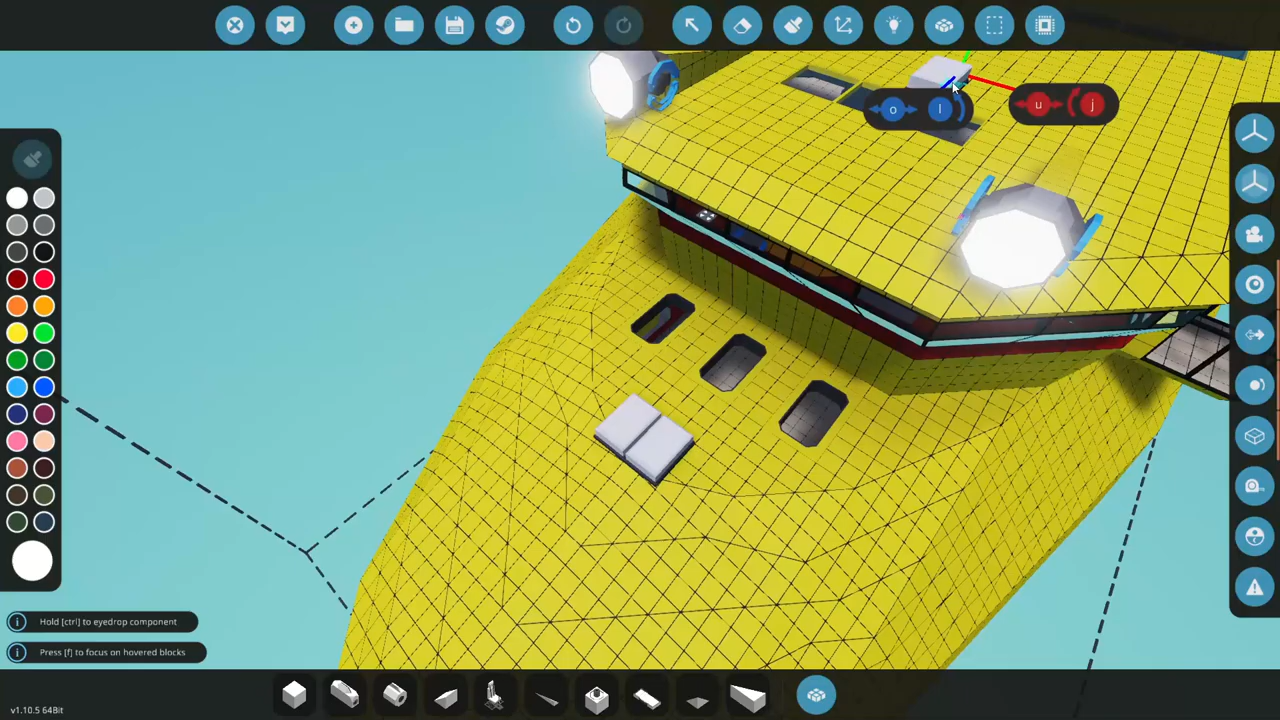 o l u j
Hold [ctrl] to eyedrop component
Press [f] to focus on hovered blocks
v1.10.5 64Bit